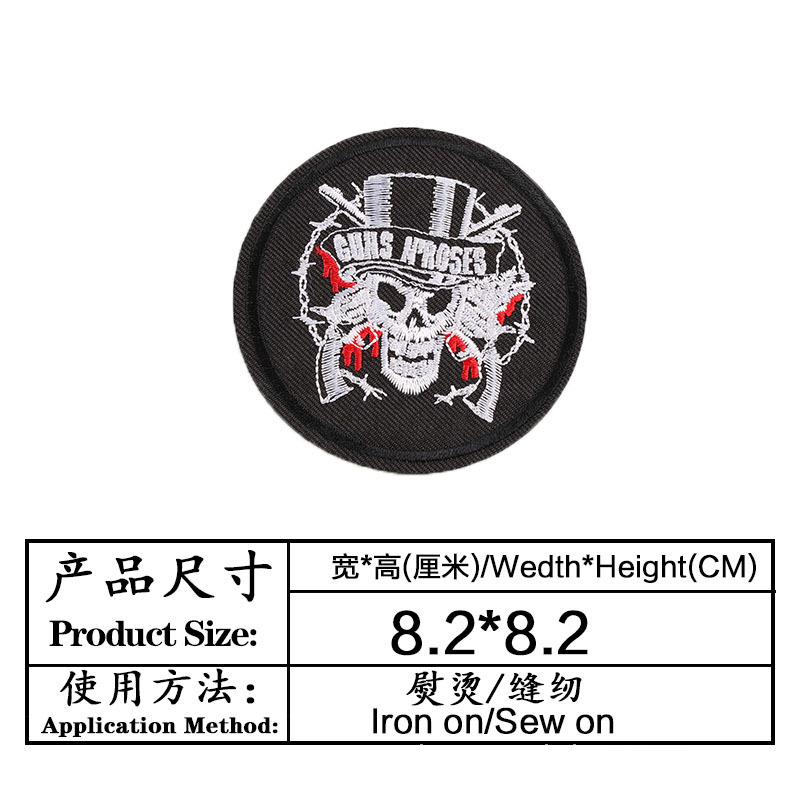 GUNS N'ROSES
产品尺寸
Product Size:
宽*高(厘米)/Wedth*Height(CM)
8.2*8.2
使用方法:
Application Method:
熨烫/缝纫
Iron on/Sew on